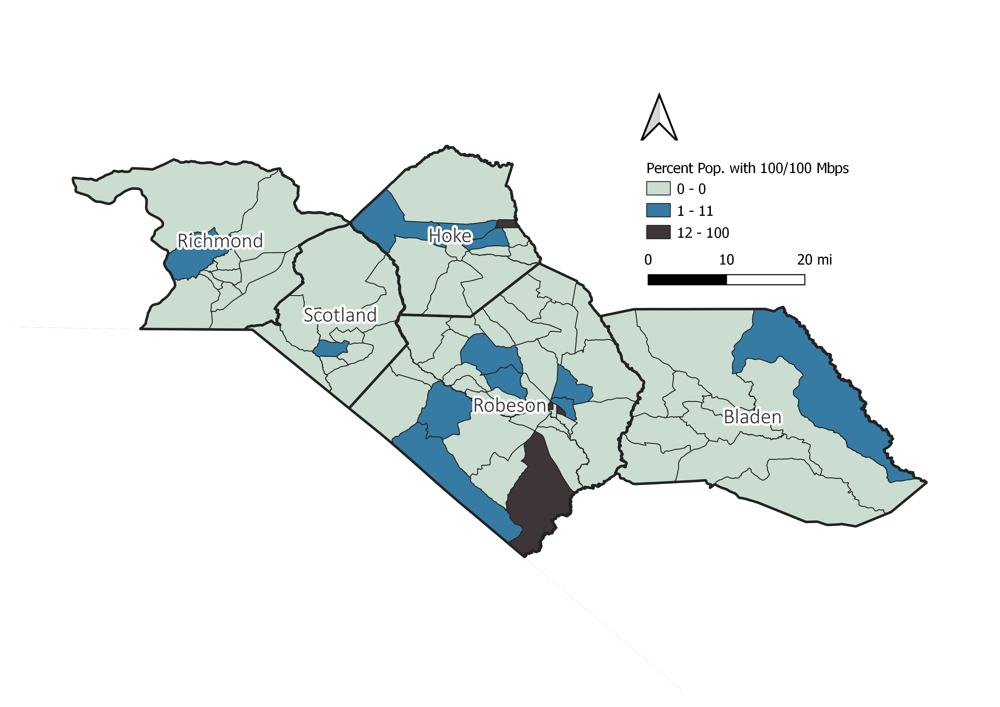 Percent Pop. with 100/100 Mbps
0 - 0
1 - 11
12 - 100
0 10 20 mi
Richmond
Hoke
Scotland
Robeson
Bladen